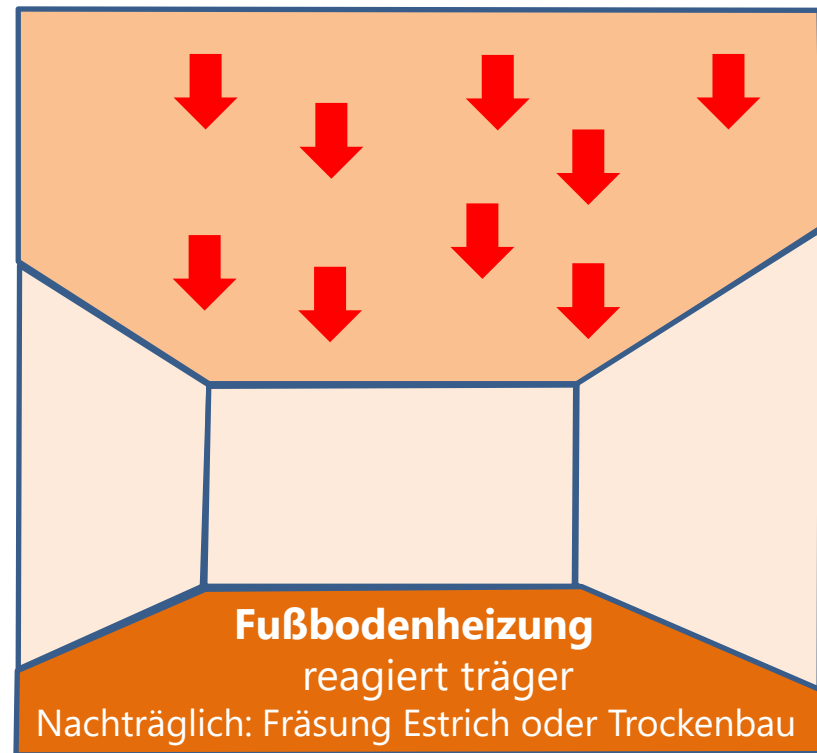 Fußbodenheizung
reagiert träger
Nachträglich: Fräsung Estrich oder Trockenbau